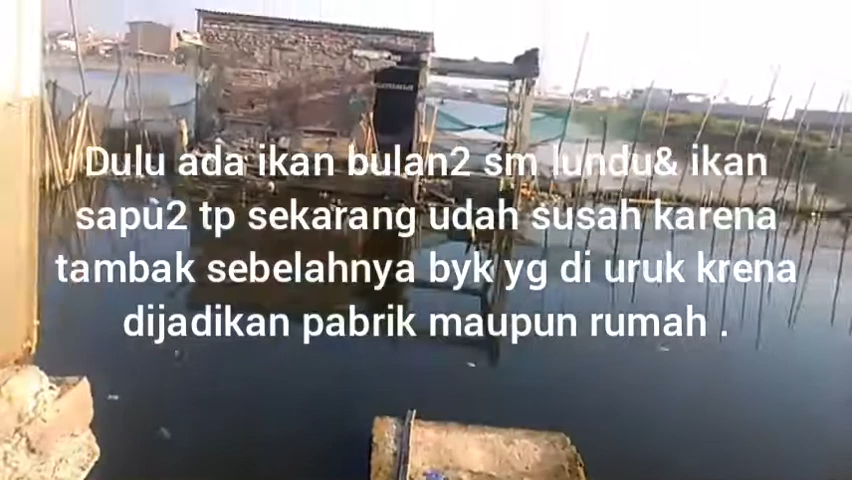 Dulu ada ikan bulan2 sm lundu& ikan
sapu2 tp sekarang udah susah karena
tambak sebelahnya byk yg di uruk krena
dijadikan pabrik maupun rumah .